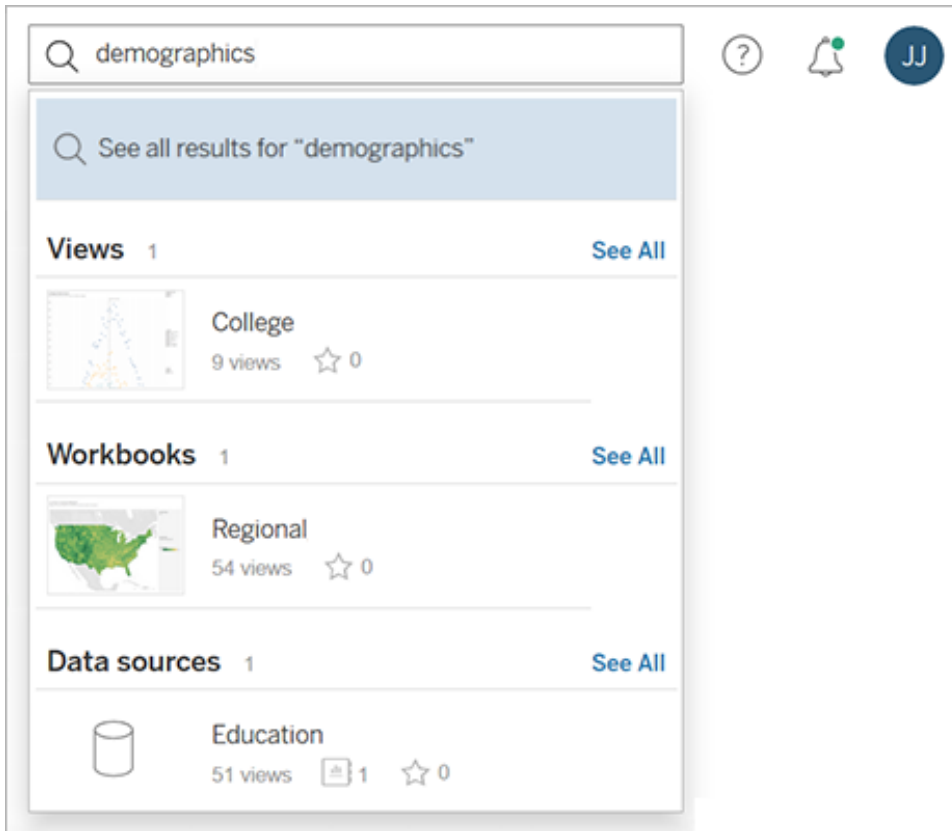 demographics
JJ
See all results for “demographics”
Views 1
See All
College
9 views 0
Workbooks 1
See All
Regional
54 views 0
Data sources 1
See All
Education
51 views 1 0